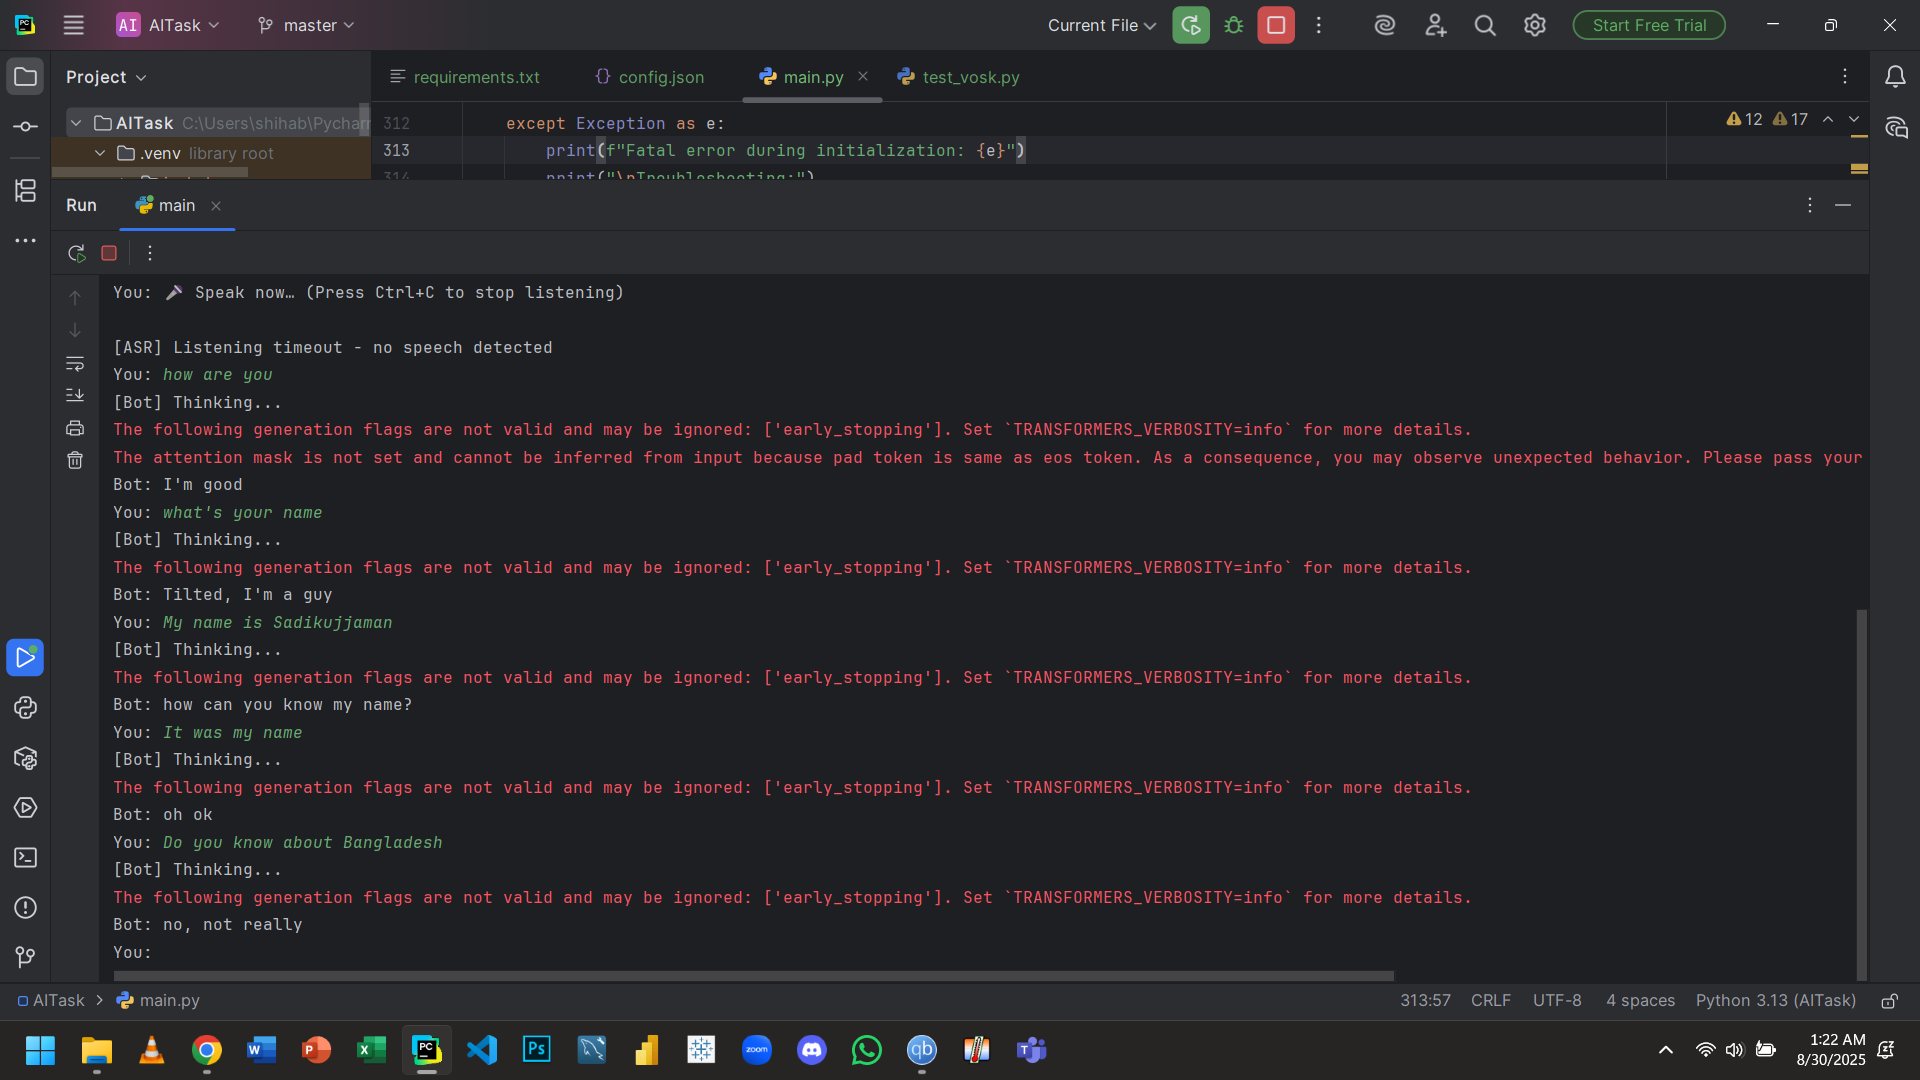 AI AITask master Current File Start Free Trial
Project requirements.txt config.json main.py test_vosk.py
AITask C:\Users\shihab\Pychar
.venv library root
312 except Exception as e:
313 print(f"Fatal error during initialization: {e}")
314 print("\nTroubleshooting:")
12 17
Run main
You: 🎤 Speak now… (Press Ctrl+C to stop listening)
[ASR] Listening timeout - no speech detected
You: how are you
[Bot] Thinking...
The following generation flags are not valid and may be ignored: ['early_stopping']. Set `TRANSFORMERS_VERBOSITY=info` for more details.
The attention mask is not set and cannot be inferred from input because pad token is same as eos token. As a consequence, you may observe unexpected behavior. Please pass your
Bot: I'm good
You: what's your name
[Bot] Thinking...
The following generation flags are not valid and may be ignored: ['early_stopping']. Set `TRANSFORMERS_VERBOSITY=info` for more details.
Bot: Tilted, I'm a guy
You: My name is Sadikujjaman
[Bot] Thinking...
The following generation flags are not valid and may be ignored: ['early_stopping']. Set `TRANSFORMERS_VERBOSITY=info` for more details.
Bot: how can you know my name?
You: It was my name
[Bot] Thinking...
The following generation flags are not valid and may be ignored: ['early_stopping']. Set `TRANSFORMERS_VERBOSITY=info` for more details.
Bot: oh ok
You: Do you know about Bangladesh
[Bot] Thinking...
The following generation flags are not valid and may be ignored: ['early_stopping']. Set `TRANSFORMERS_VERBOSITY=info` for more details.
Bot: no, not really
You:
AITask > main.py 313:57 CRLF UTF-8 4 spaces Python 3.13 (AITask)
1:22 AM
8/30/2025